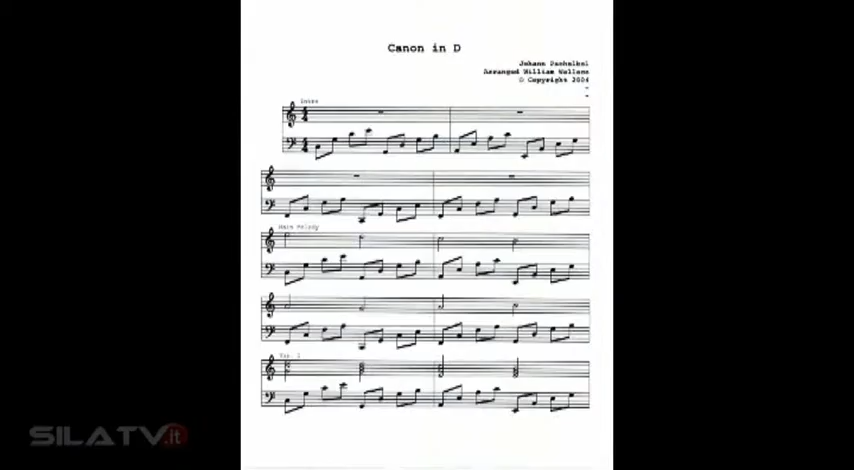 Canon in D
Johann Pachelbel
Arranged William Wallace
© Copyright 2004
Intro
Main Melody
Var. 1
SILATV.it